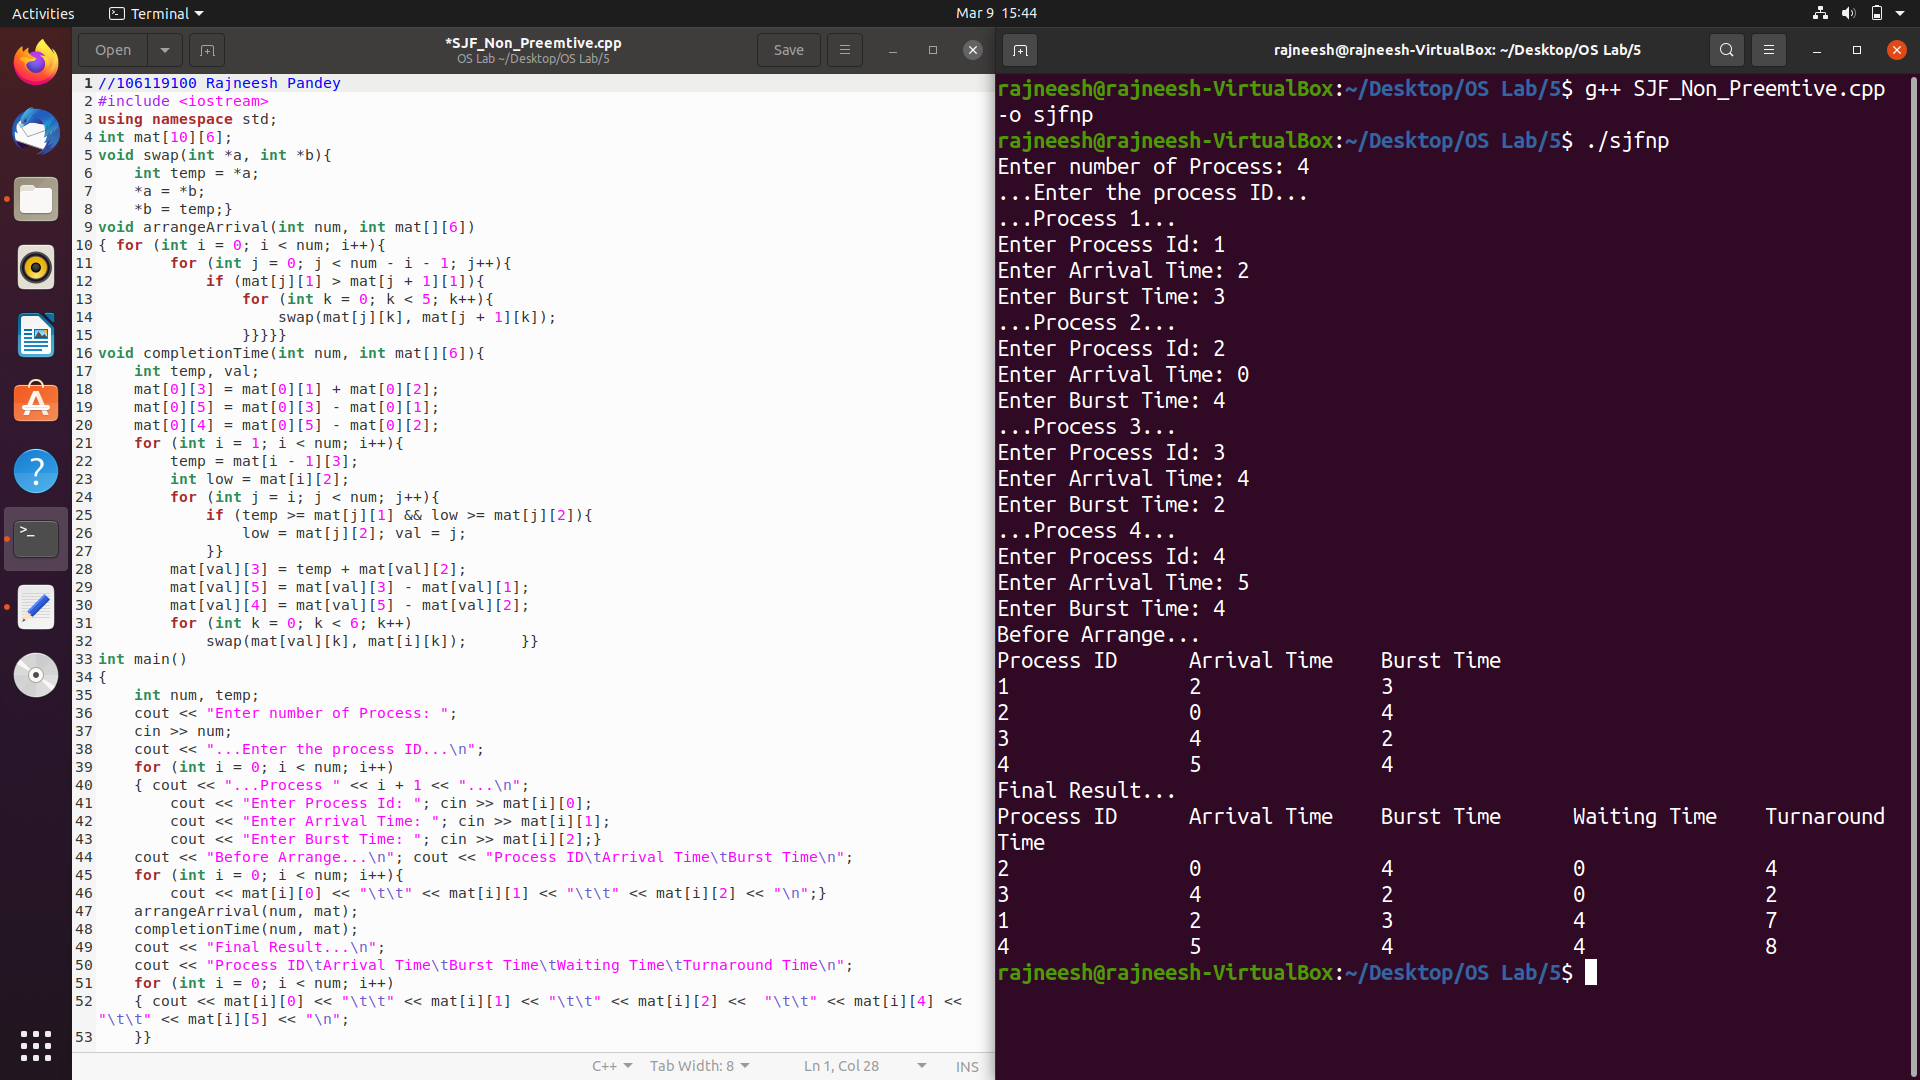 Activities
Terminal
Mar 9 15:44
Open
*SJF_Non_Preemtive.cpp
OS Lab ~/Desktop/OS Lab/5
Save
1 //106119100 Rajneesh Pandey
2 #include <iostream>
3 using namespace std;
4 int mat[10][6];
5 void swap(int *a, int *b){
6     int temp = *a;
7     *a = *b;
8     *b = temp;}
9 void arrangeArrival(int num, int mat[][6])
10 { for (int i = 0; i < num; i++){
11         for (int j = 0; j < num - i - 1; j++){
12             if (mat[j][1] > mat[j + 1][1]){
13                 for (int k = 0; k < 5; k++){
14                     swap(mat[j][k], mat[j + 1][k]);
15                 }}}}}
16 void completionTime(int num, int mat[][6]){
17     int temp, val;
18     mat[0][3] = mat[0][1] + mat[0][2];
19     mat[0][5] = mat[0][3] - mat[0][1];
20     mat[0][4] = mat[0][5] - mat[0][2];
21     for (int i = 1; i < num; i++){
22         temp = mat[i - 1][3];
23         int low = mat[i][2];
24         for (int j = i; j < num; j++){
25             if (temp >= mat[j][1] && low >= mat[j][2]){
26                 low = mat[j][2]; val = j;
27             }}
28         mat[val][3] = temp + mat[val][2];
29         mat[val][5] = mat[val][3] - mat[val][1];
30         mat[val][4] = mat[val][5] - mat[val][2];
31         for (int k = 0; k < 6; k++)
32             swap(mat[val][k], mat[i][k]);      }}
33 int main()
34 {
35     int num, temp;
36     cout << "Enter number of Process: ";
37     cin >> num;
38     cout << "...Enter the process ID...\n";
39     for (int i = 0; i < num; i++)
40     { cout << "...Process " << i + 1 << "...\n";
41         cout << "Enter Process Id: "; cin >> mat[i][0];
42         cout << "Enter Arrival Time: "; cin >> mat[i][1];
43         cout << "Enter Burst Time: "; cin >> mat[i][2];}
44     cout << "Before Arrange...\n"; cout << "Process ID\tArrival Time\tBurst Time\n";
45     for (int i = 0; i < num; i++){
46         cout << mat[i][0] << "\t\t" << mat[i][1] << "\t\t" << mat[i][2] << "\n";}
47     arrangeArrival(num, mat);
48     completionTime(num, mat);
49     cout << "Final Result...\n";
50     cout << "Process ID\tArrival Time\tBurst Time\tWaiting Time\tTurnaround Time\n";
51     for (int i = 0; i < num; i++)
52     { cout << mat[i][0] << "\t\t" << mat[i][1] << "\t\t" << mat[i][2] <<  "\t\t" << mat[i][4] <<
"\t\t" << mat[i][5] << "\n";
53     }}
C++
Tab Width: 8
Ln 1, Col 28
INS
rajneesh@rajneesh-VirtualBox: ~/Desktop/OS Lab/5
rajneesh@rajneesh-VirtualBox:~/Desktop/OS Lab/5$ g++ SJF_Non_Preemtive.cpp
-o sjfnp
rajneesh@rajneesh-VirtualBox:~/Desktop/OS Lab/5$ ./sjfnp
Enter number of Process: 4
...Enter the process ID...
...Process 1...
Enter Process Id: 1
Enter Arrival Time: 2
Enter Burst Time: 3
...Process 2...
Enter Process Id: 2
Enter Arrival Time: 0
Enter Burst Time: 4
...Process 3...
Enter Process Id: 3
Enter Arrival Time: 4
Enter Burst Time: 2
...Process 4...
Enter Process Id: 4
Enter Arrival Time: 5
Enter Burst Time: 4
Before Arrange...
Process ID      Arrival Time    Burst Time
1               2               3
2               0               4
3               4               2
4               5               4
Final Result...
Process ID      Arrival Time    Burst Time      Waiting Time    Turnaround
Time
2               0               4               0               4
3               4               2               0               2
1               2               3               4               7
4               5               4               4               8
rajneesh@rajneesh-VirtualBox:~/Desktop/OS Lab/5$